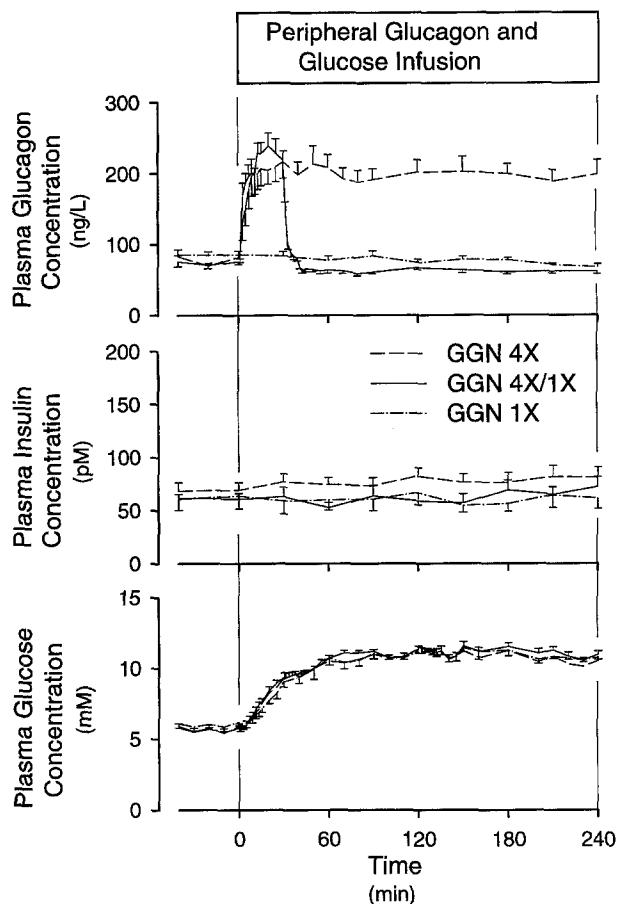 Peripheral Glucagon and
Glucose Infusion
Plasma Glucagon
Concentration
(ng/L)
300
200
100
0
Plasma Insulin
Concentration
(pM)
200
150
100
50
0
GGN 4X
GGN 4X/1X
GGN 1X
Plasma Glucose
Concentration
(mM)
15
10
5
0
0 60 120 180 240
Time
(min)